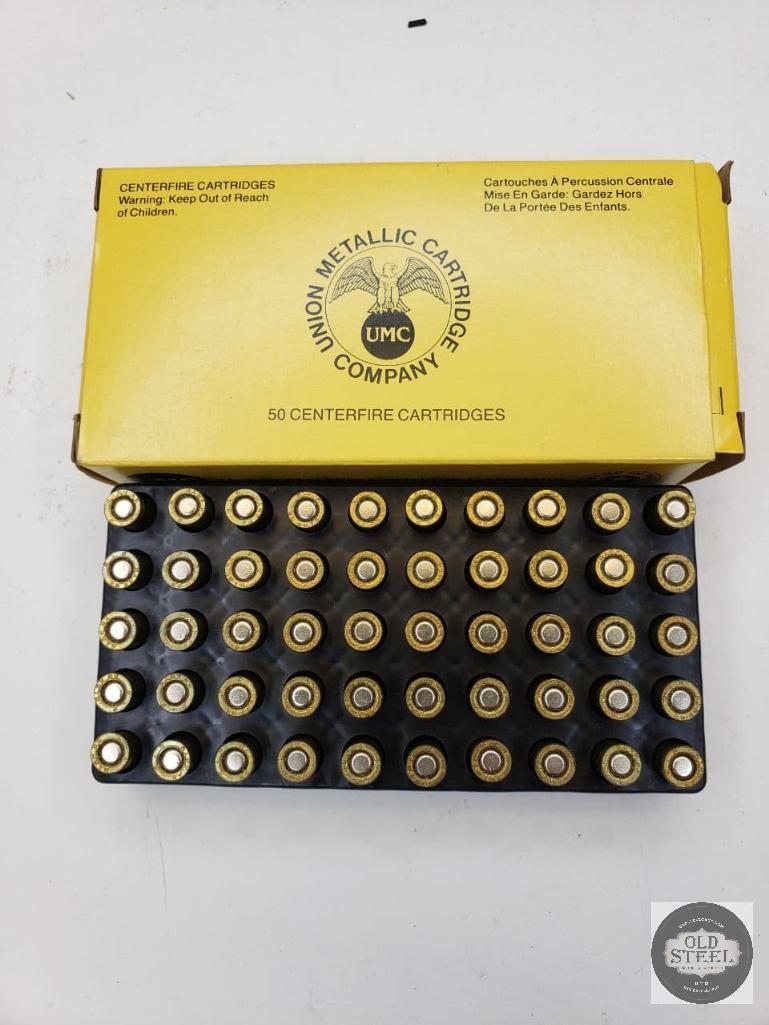 CENTERFIRE CARTRIDGES
Warning: Keep Out of Reach
of Children.
Cartouches À Percussion Centrale
Mise En Garde: Gardez Hors
De La Portée Des Enfants.
UNION METALLIC CARTRIDGE
COMPANY
UMC
50 CENTERFIRE CARTRIDGES
OLD
STEEL